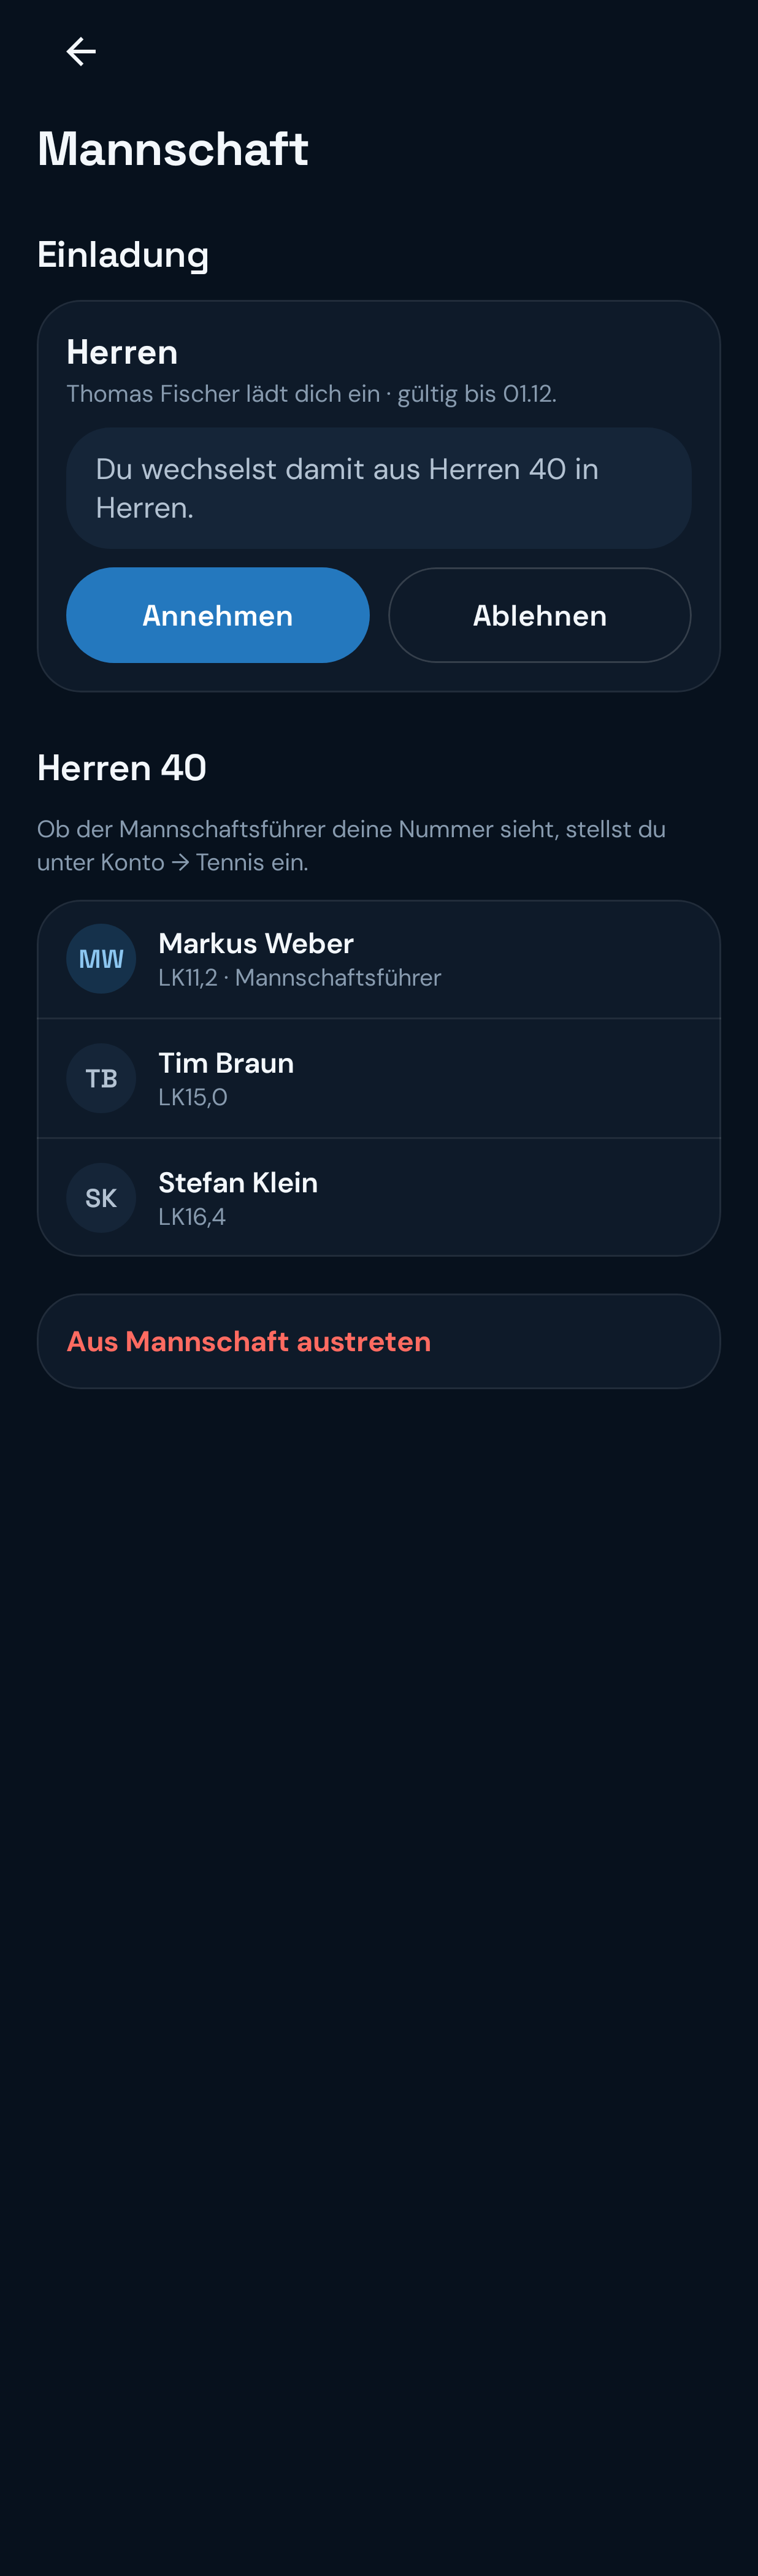 Mannschaft
Einladung
Herren
Thomas Fischer lädt dich ein · gültig bis 01.12.
Du wechselst damit aus Herren 40 in
Herren.
Annehmen
Ablehnen
Herren 40
Ob der Mannschaftsführer deine Nummer sieht, stellst du
unter Konto → Tennis ein.
MW
Markus Weber
LK11,2 · Mannschaftsführer
TB
Tim Braun
LK15,0
SK
Stefan Klein
LK16,4
Aus Mannschaft austreten